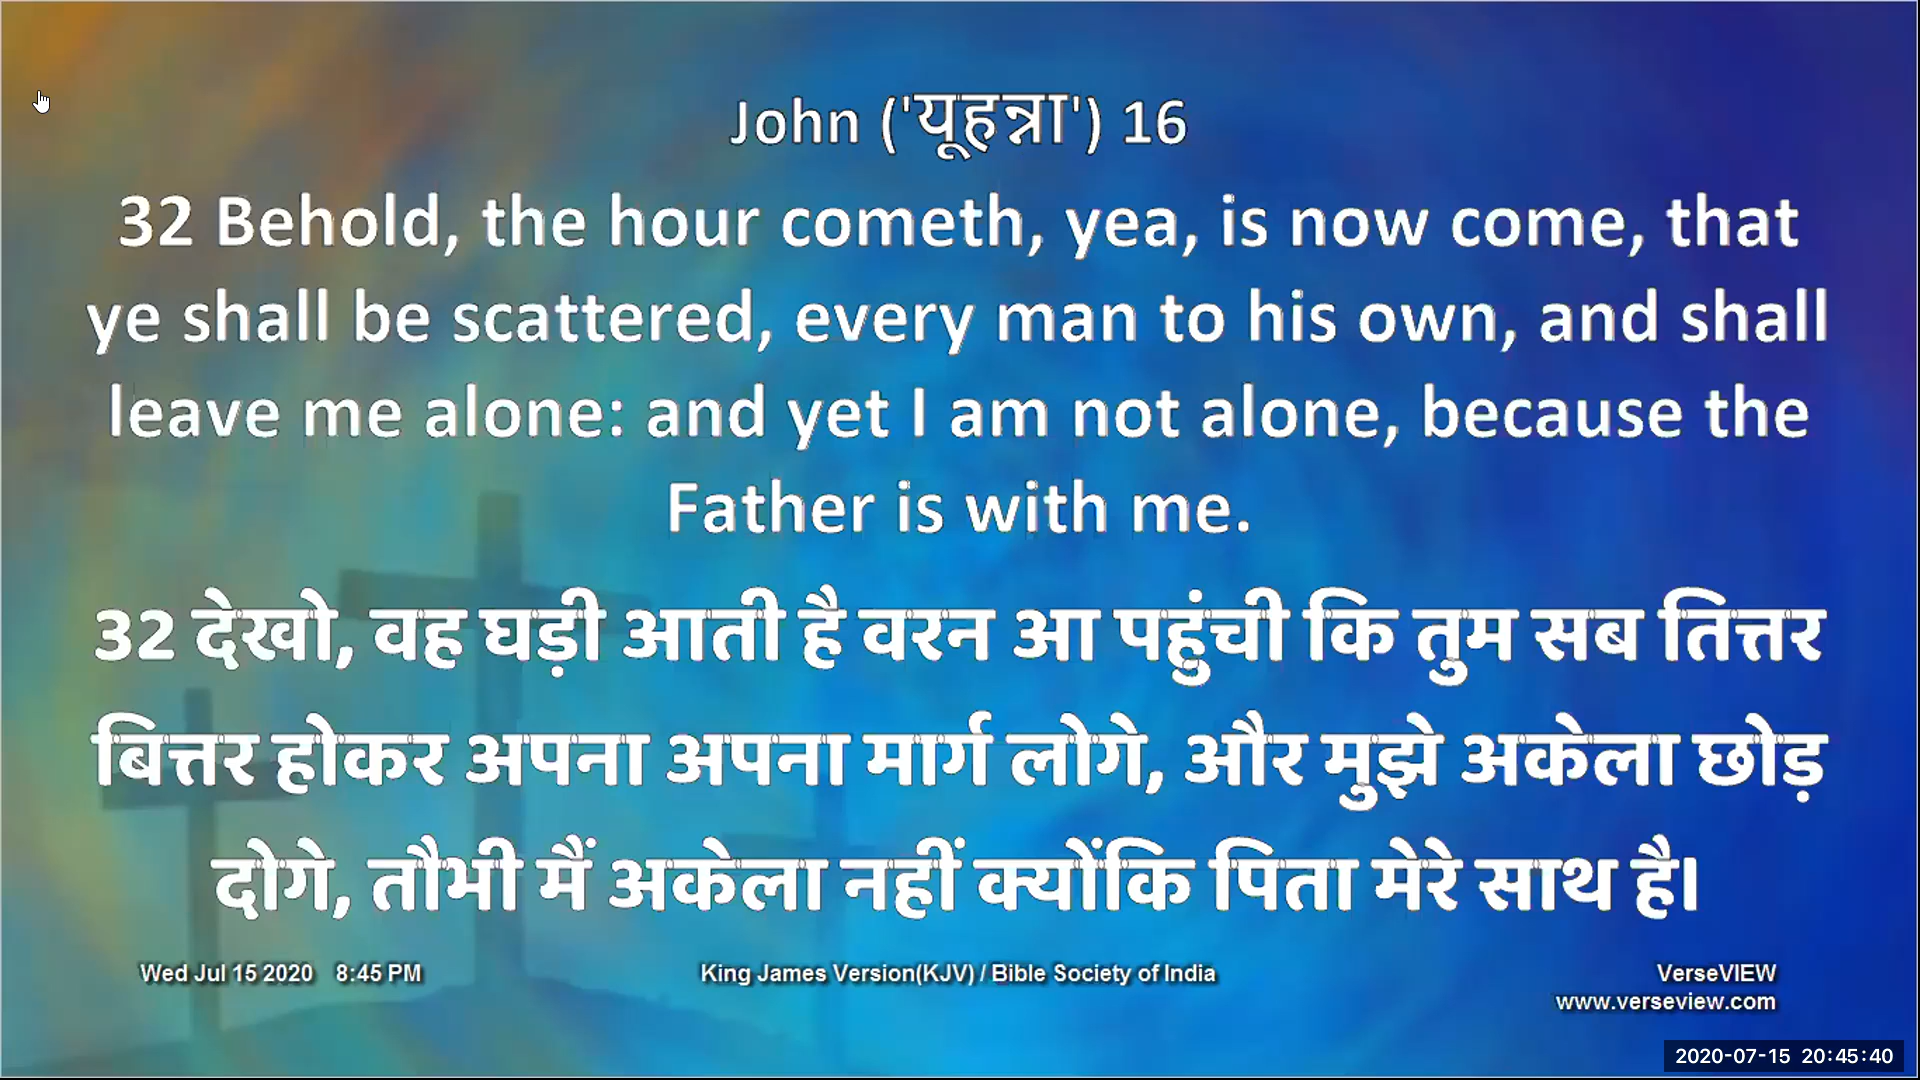 John ('यूहन्ना') 16
32 Behold, the hour cometh, yea, is now come, that
ye shall be scattered, every man to his own, and shall
leave me alone: and yet I am not alone, because the
Father is with me.
32 देखो, वह घड़ी आती है वरन आ पहुंची कि तुम सब तित्तर
बित्तर होकर अपना अपना मार्ग लोगे, और मुझे अकेला छोड़
दोगे, तौभी मैं अकेला नहीं क्योंकि पिता मेरे साथ है।
Wed Jul 15 2020 8:45 PM King James Version(KJV) / Bible Society of India VerseVIEW
www.verseview.com
2020-07-15 20:45:40